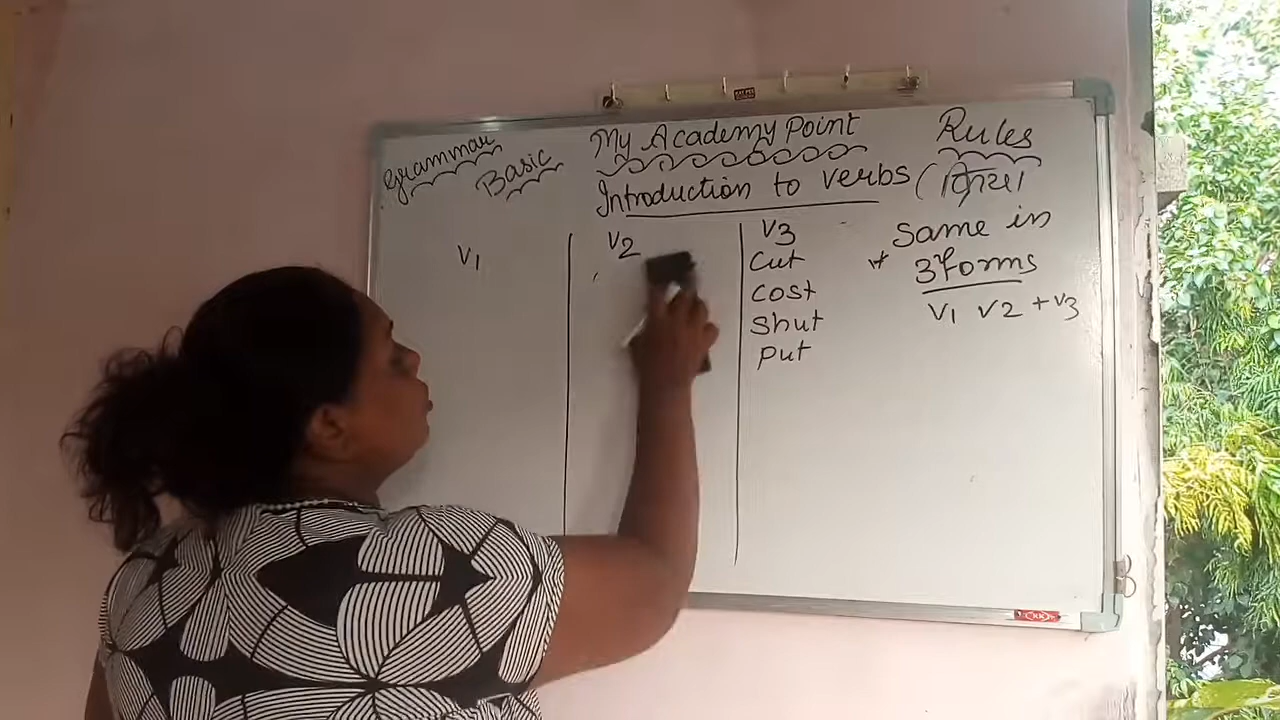 My Academy Point
Grammar
Basic
Rules
Introduction to verbs (क्रिया
V1
V2
V3
Cut
Cost
Shut
Put
Same in
3 Forms
V1 V2 + V3